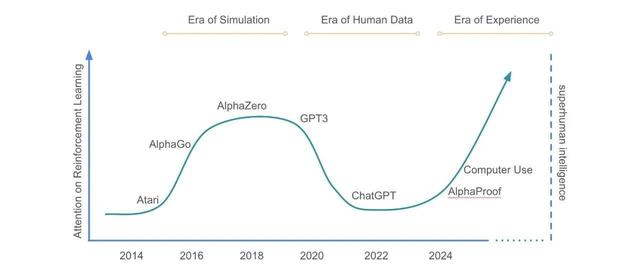 Era of Simulation
Era of Human Data
Era of Experience
Attention on Reinforcement Learning
AlphaZero
GPT3
AlphaGo
Computer Use
Atari
ChatGPT
AlphaProof
superhuman intelligence
2014
2016
2018
2020
2022
2024